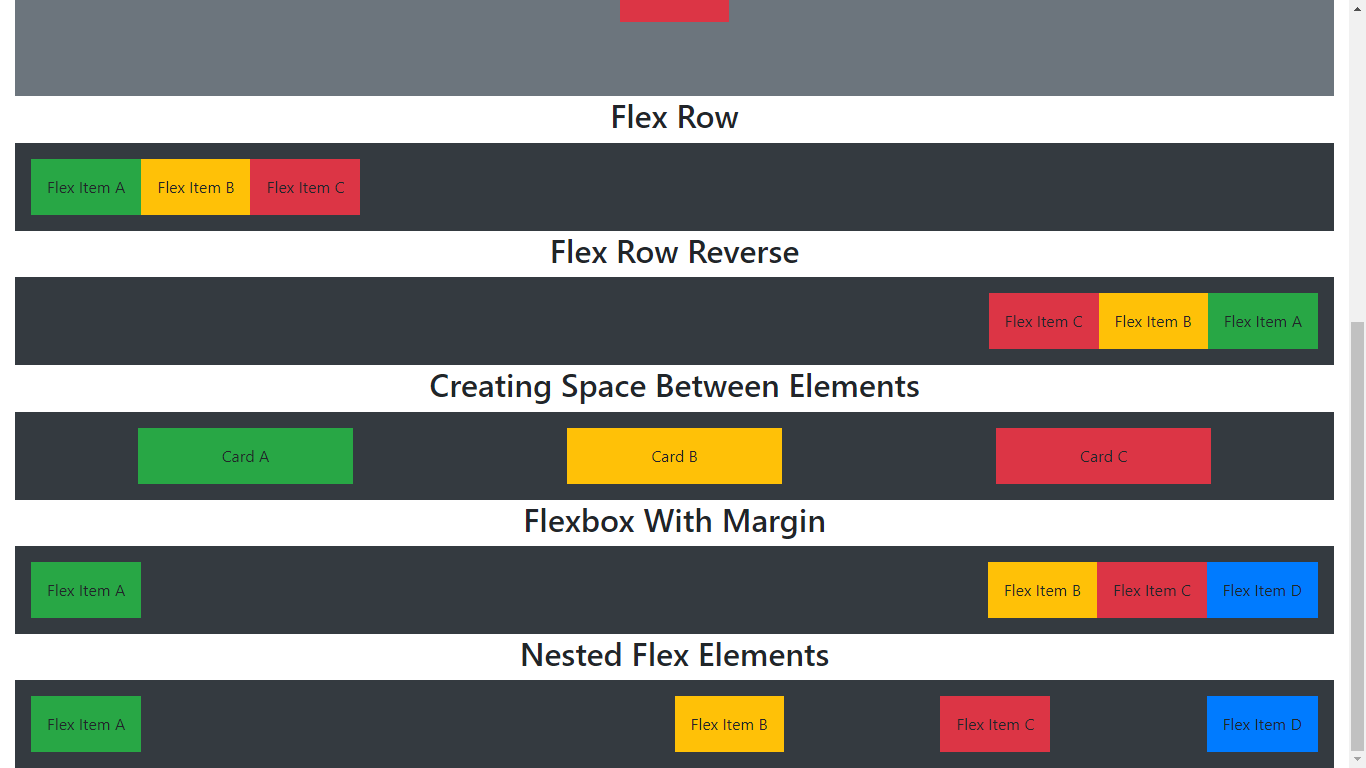 Flex Row
Flex Item A Flex Item B Flex Item C
Flex Row Reverse
Flex Item C Flex Item B Flex Item A
Creating Space Between Elements
Card A Card B Card C
Flexbox With Margin
Flex Item A Flex Item B Flex Item C Flex Item D
Nested Flex Elements
Flex Item A Flex Item B Flex Item C Flex Item D